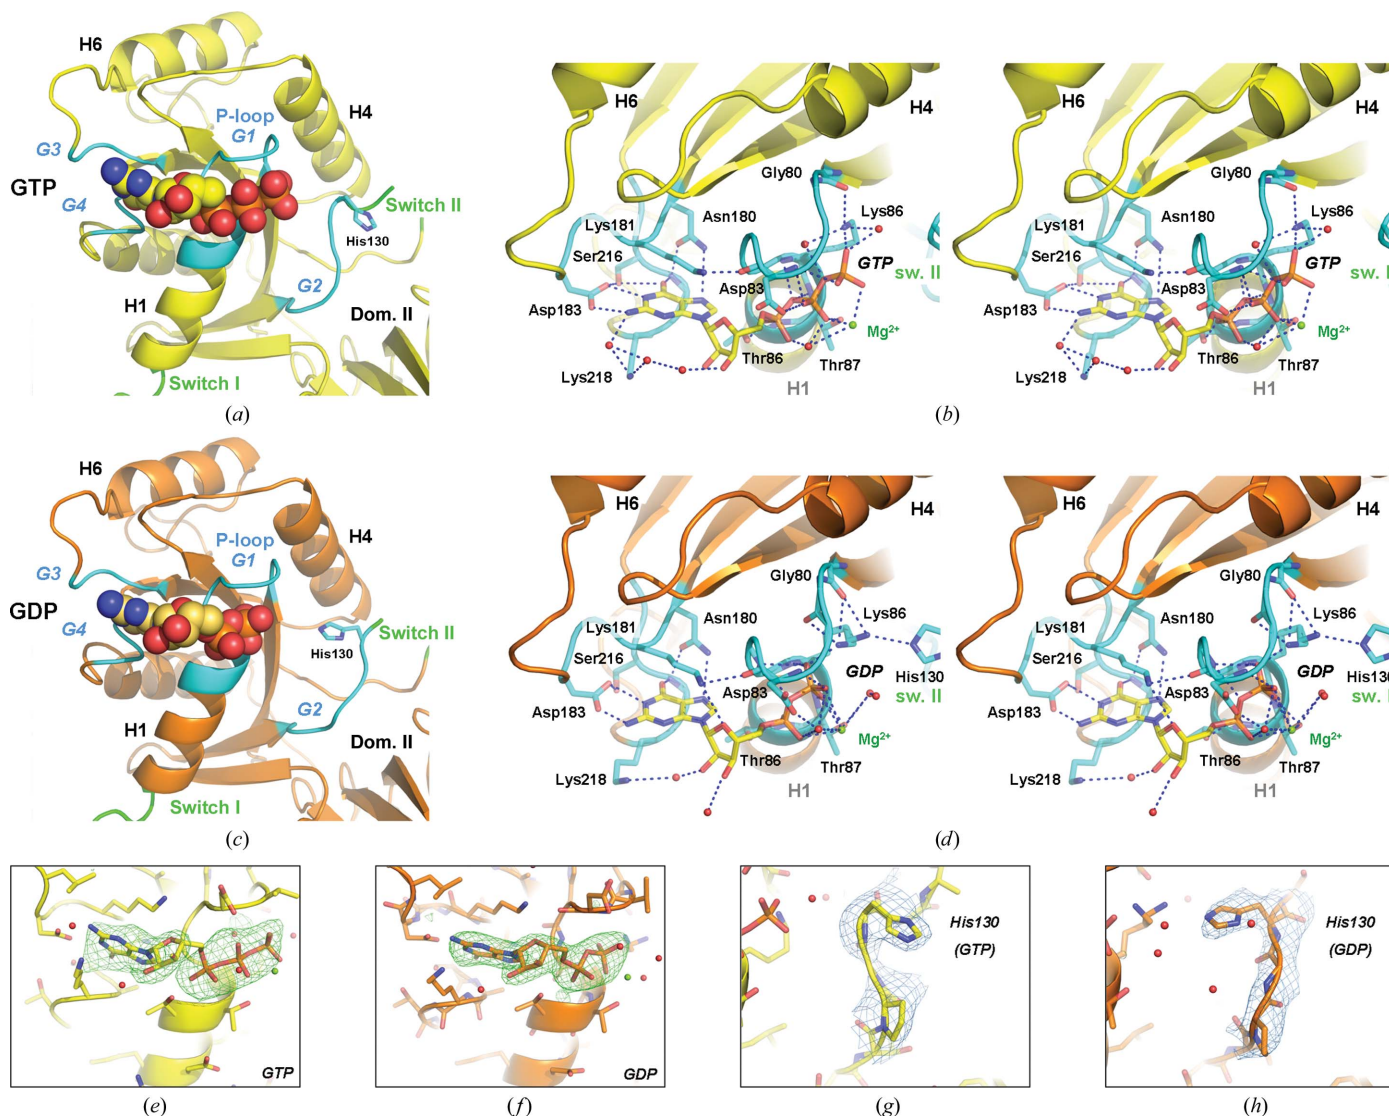 H6
P-loop
G1
H4
G3
GTP
G4
Switch II
His130
H1
G2
Dom. II
Switch I
(a)
H6
H4
Gly80
Asn180
Lys86
Lys181
Ser216
GTP
sw. II
Asp83
Asp183
Mg2+
Thr86
Thr87
Lys218
H1
H6
H4
Gly80
Asn180
Lys86
Lys181
Ser216
GTP
sw. I
Asp83
Asp183
Mg2+
Thr86
Thr87
Lys218
H1
(b)
H6
P-loop
G1
H4
G3
GDP
G4
Switch II
His130
H1
G2
Dom. II
Switch I
(c)
H6
H4
Gly80
Asn180
Lys86
Lys181
Ser216
GDP
His130
Asp83
sw. II
Asp183
Mg2+
Thr86
Thr87
Lys218
H1
H6
H4
Gly80
Asn180
Lys86
Lys181
Ser216
GDP
His130
Asp83
sw. I
Asp183
Mg2+
Thr86
Thr87
Lys218
H1
(d)
GTP
(e)
GDP
(f)
His130
(GTP)
(g)
His130
(GDP)
(h)